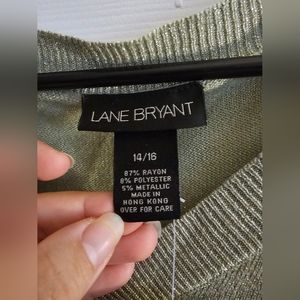 LANE BRYANT
14/16
87% RAYON
8% POLYESTER
5% METALLIC
MADE IN
HONG KONG
OVER FOR CARE